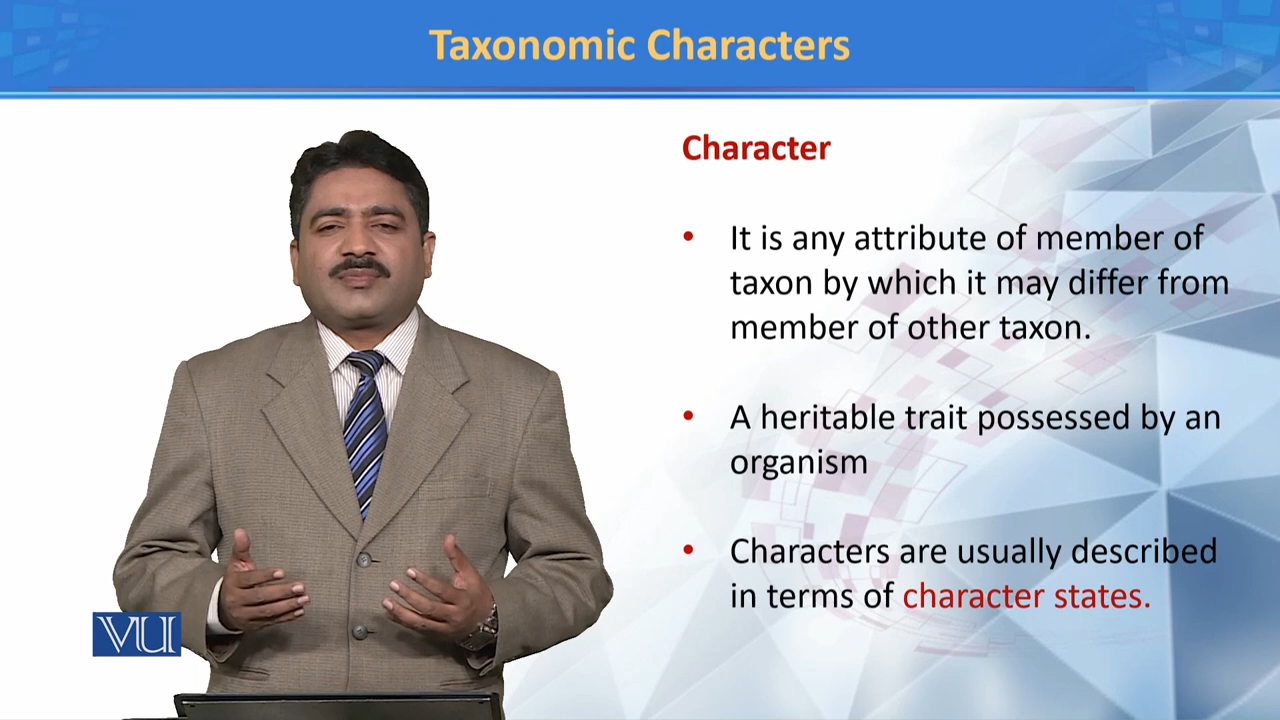 Taxonomic Characters
Character
• It is any attribute of member of
taxon by which it may differ from
member of other taxon.
• A heritable trait possessed by an
organism
• Characters are usually described
in terms of character states.
VU